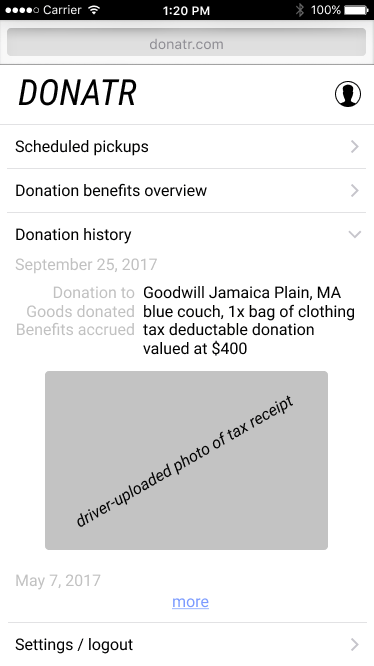 Carrier 1:20 PM 100%
donatr.com
DONATR
Scheduled pickups
Donation benefits overview
Donation history
September 25, 2017
Donation to Goodwill Jamaica Plain, MA
Goods donated blue couch, 1x bag of clothing
Benefits accrued tax deductable donation
valued at $400
driver-uploaded photo of tax receipt
May 7, 2017
more
Settings / logout